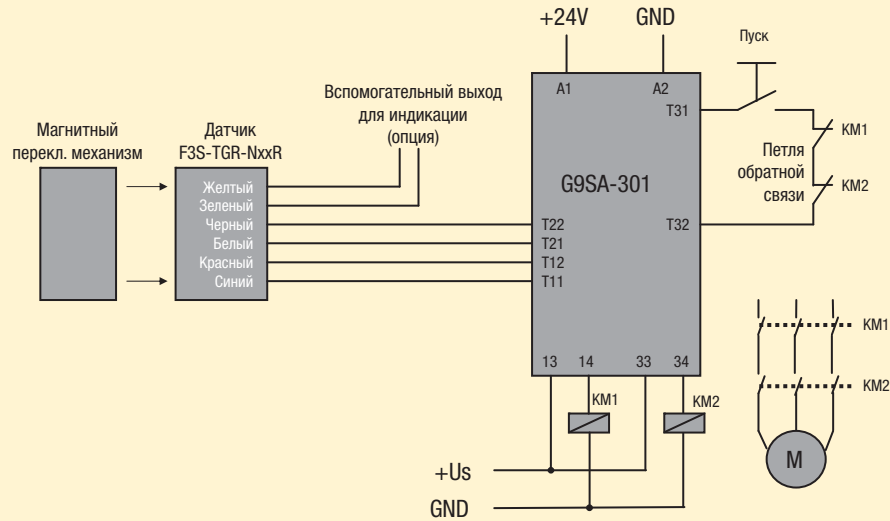 +24V
GND
Пуск
A1
A2
T31
Вспомогательный выход
для индикации
(опция)
KM1
Магнитный
перекл. механизм
Датчик
F3S-TGR-NxxR
Петля
обратной
связи
G9SA-301
KM2
Желтый
Зеленый
Черный
T22
T32
Белый
T21
Красный
T12
Синий
T11
KM1
13
14
33
34
KM2
KM1
KM2
M
+Us
GND